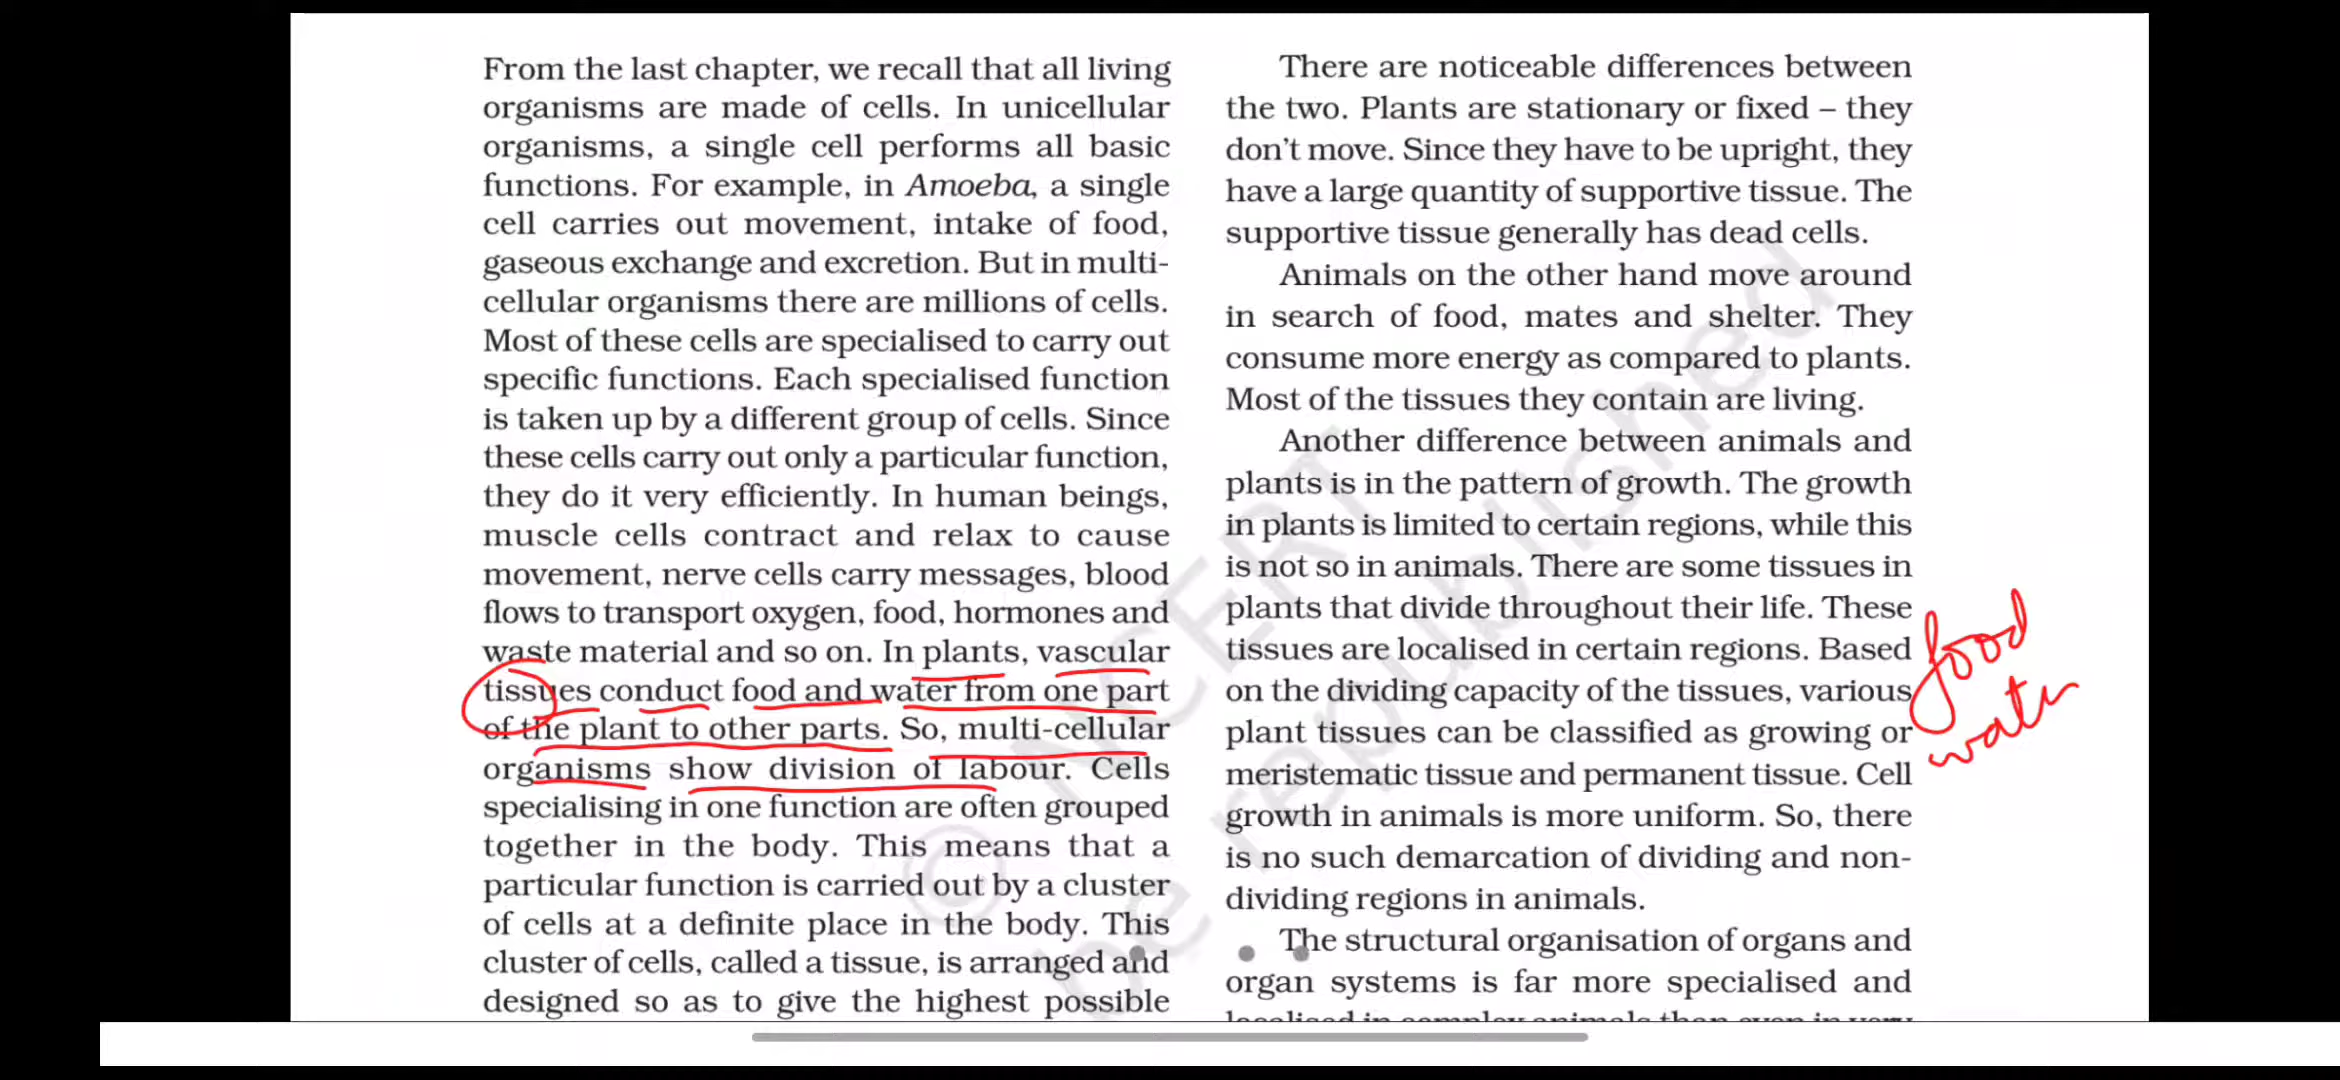 From the last chapter, we recall that all living
organisms are made of cells. In unicellular
organisms, a single cell performs all basic
functions. For example, in Amoeba, a single
cell carries out movement, intake of food,
gaseous exchange and excretion. But in multi-
cellular organisms there are millions of cells.
Most of these cells are specialised to carry out
specific functions. Each specialised function
is taken up by a different group of cells. Since
these cells carry out only a particular function,
they do it very efficiently. In human beings,
muscle cells contract and relax to cause
movement, nerve cells carry messages, blood
flows to transport oxygen, food, hormones and
waste material and so on. In plants, vascular
tissues conduct food and water from one part
of the plant to other parts. So, multi-cellular
organisms show division of labour. Cells
specialising in one function are often grouped
together in the body. This means that a
particular function is carried out by a cluster
of cells at a definite place in the body. This
cluster of cells, called a tissue, is arranged and
designed so as to give the highest possible
There are noticeable differences between
the two. Plants are stationary or fixed – they
don't move. Since they have to be upright, they
have a large quantity of supportive tissue. The
supportive tissue generally has dead cells.
Animals on the other hand move around
in search of food, mates and shelter. They
consume more energy as compared to plants.
Most of the tissues they contain are living.
Another difference between animals and
plants is in the pattern of growth. The growth
in plants is limited to certain regions, while this
is not so in animals. There are some tissues in
plants that divide throughout their life. These
tissues are localised in certain regions. Based
on the dividing capacity of the tissues, various
plant tissues can be classified as growing or
meristematic tissue and permanent tissue. Cell
growth in animals is more uniform. So, there
is no such demarcation of dividing and non-
dividing regions in animals.
The structural organisation of organs and
organ systems is far more specialised and
localised in complex animals than even in very
food
water
© NCERT
be republished